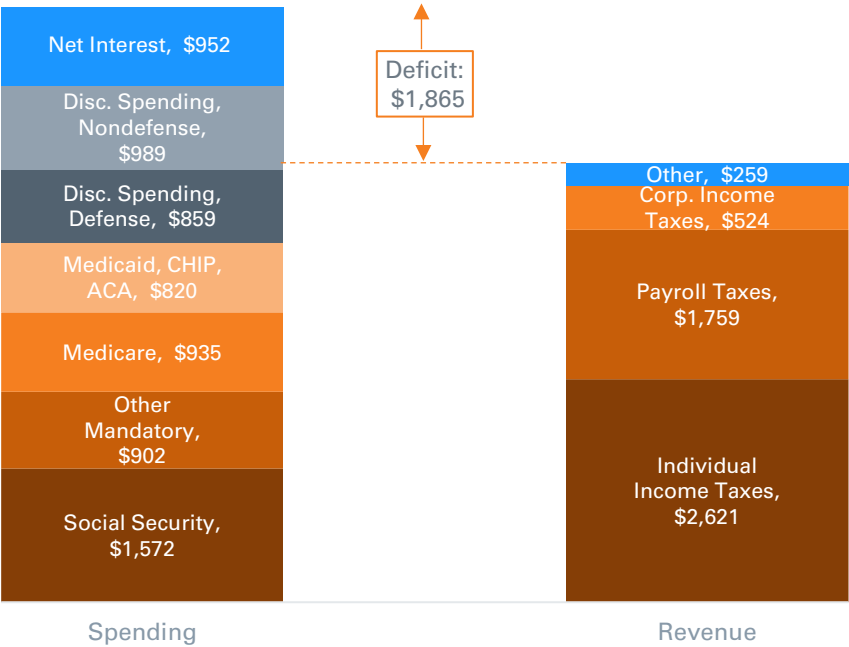 Net Interest, $952
Disc. Spending,
Nondefense,
$989
Disc. Spending,
Defense, $859
Medicaid, CHIP,
ACA, $820
Medicare, $935
Other
Mandatory,
$902
Social Security,
$1,572
Spending
Deficit:
$1,865
Other, $259
Corp. Income
Taxes, $524
Payroll Taxes,
$1,759
Individual
Income Taxes,
$2,621
Revenue